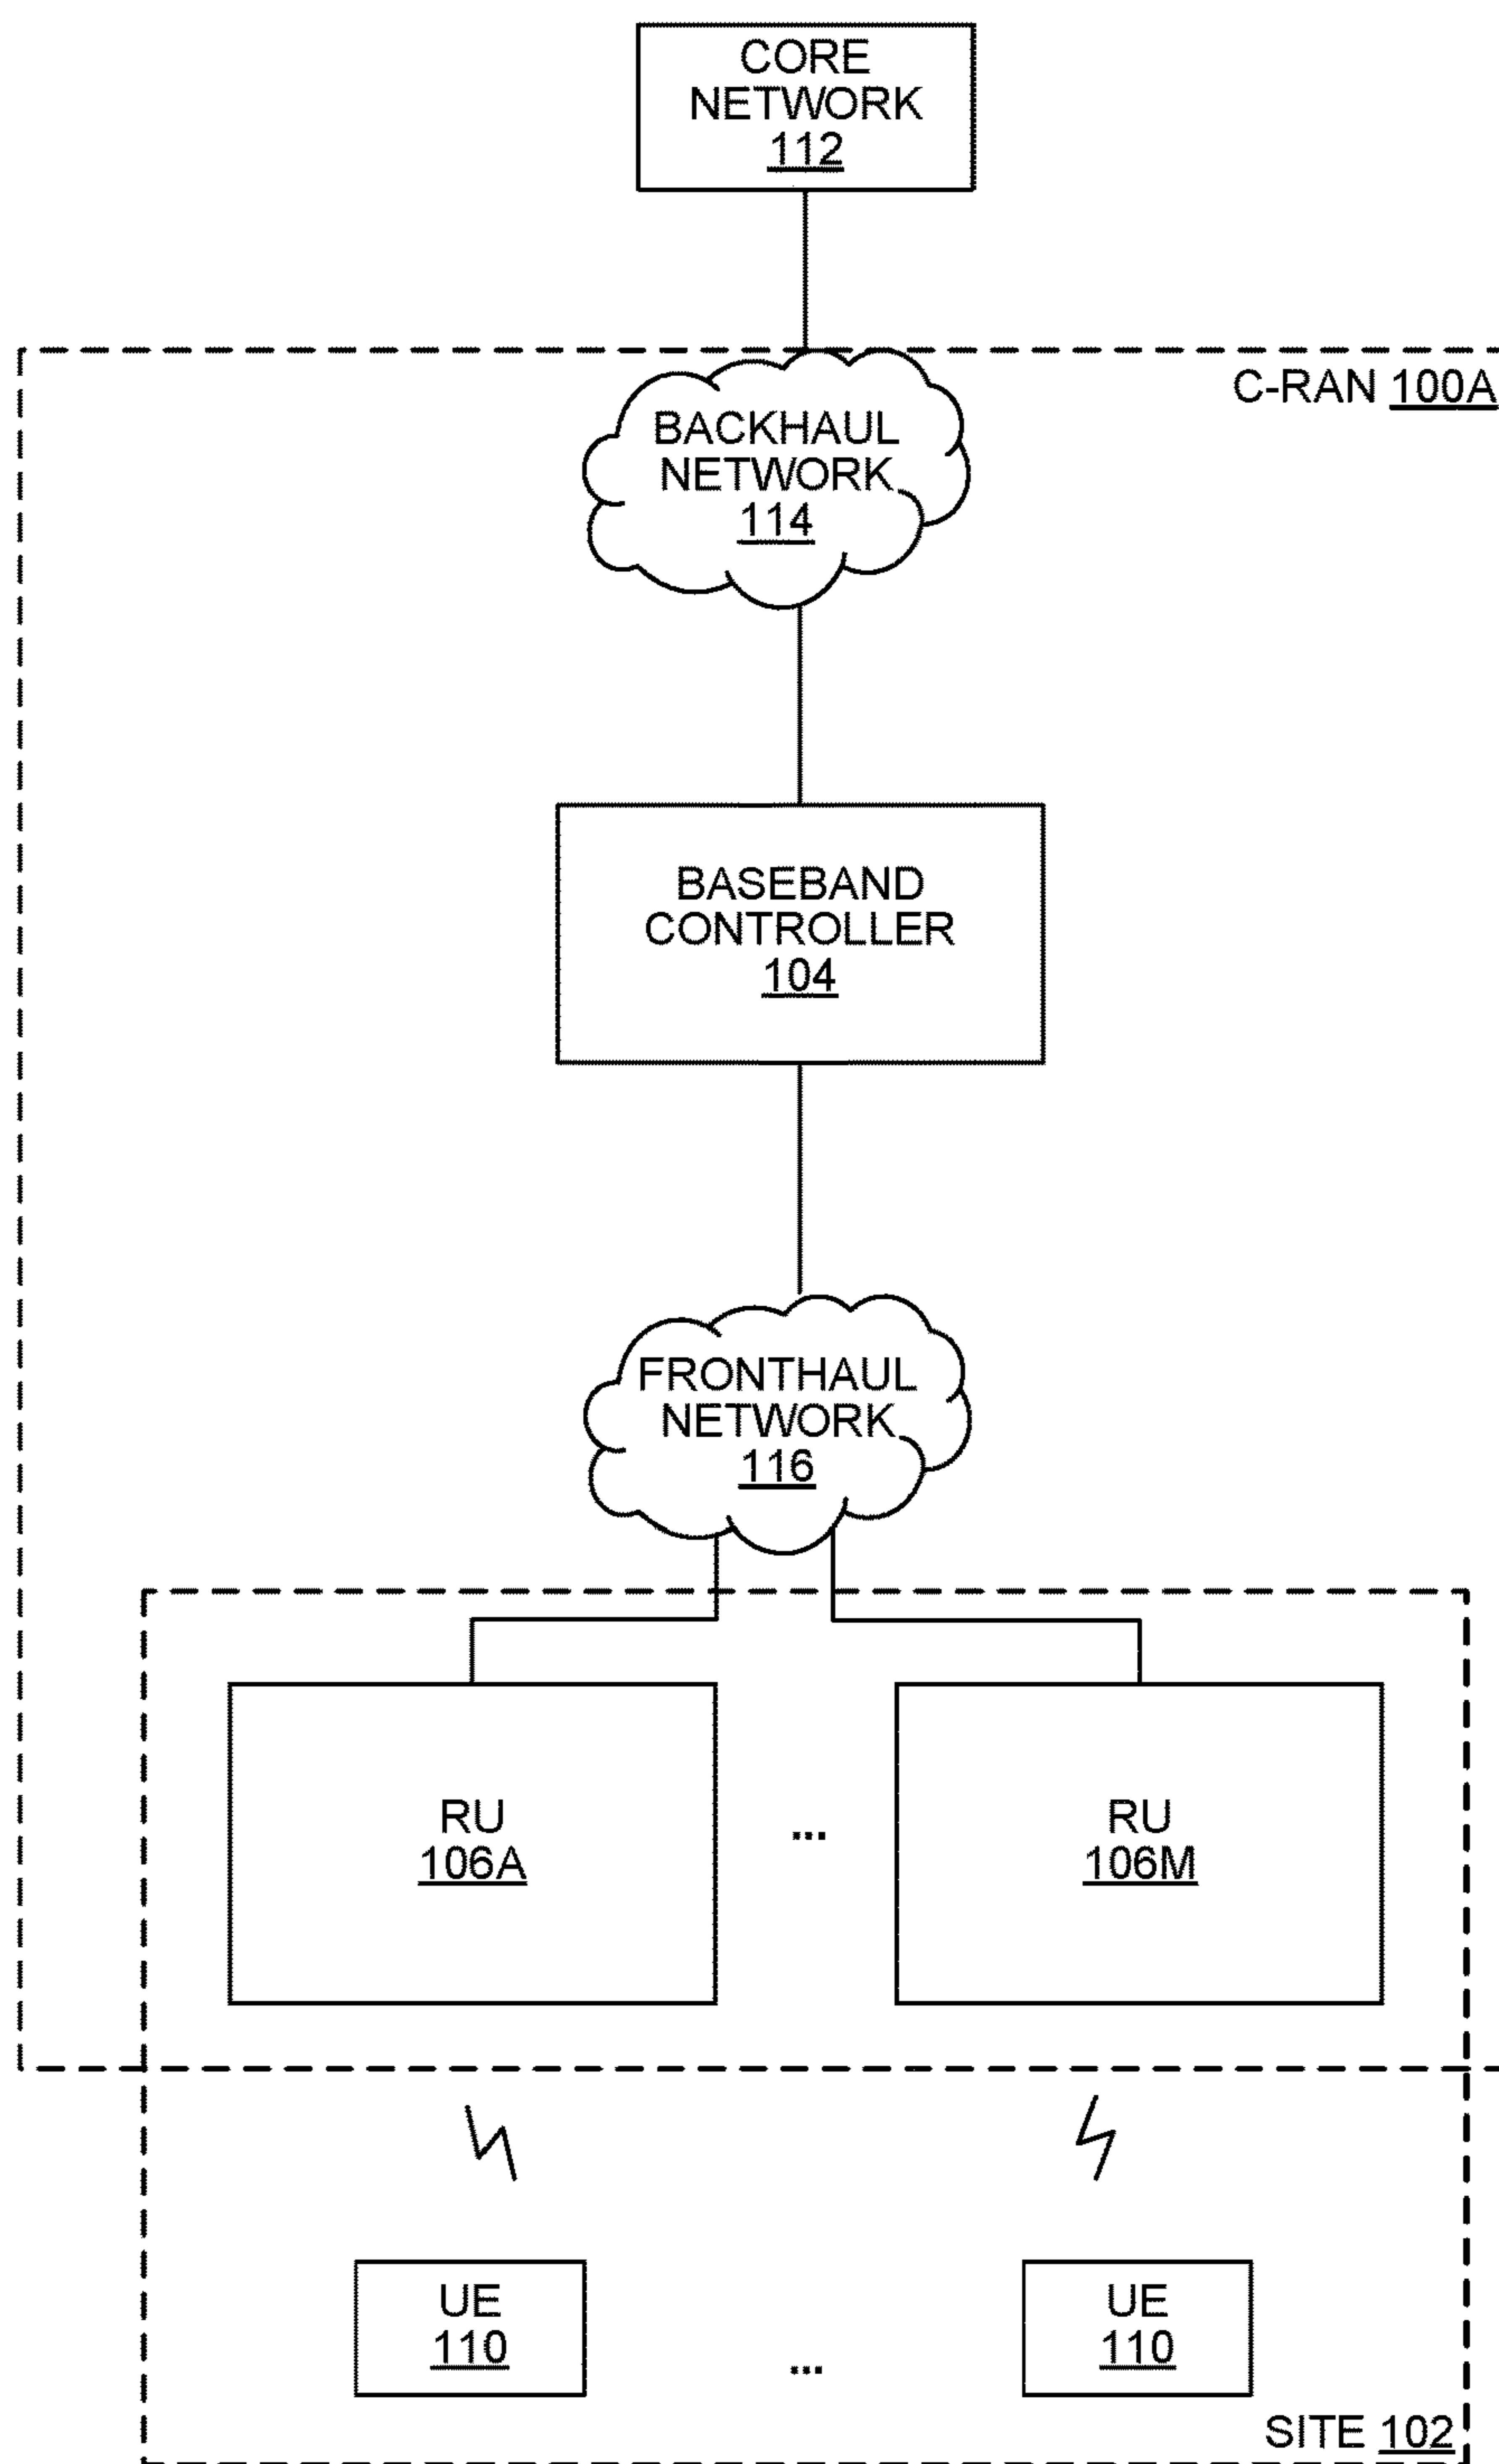 CORE
NETWORK
112
C-RAN 100A
BACKHAUL
NETWORK
114
BASEBAND
CONTROLLER
104
FRONTHAUL
NETWORK
116
RU
106A
...
RU
106M
UE
110
...
UE
110
SITE 102